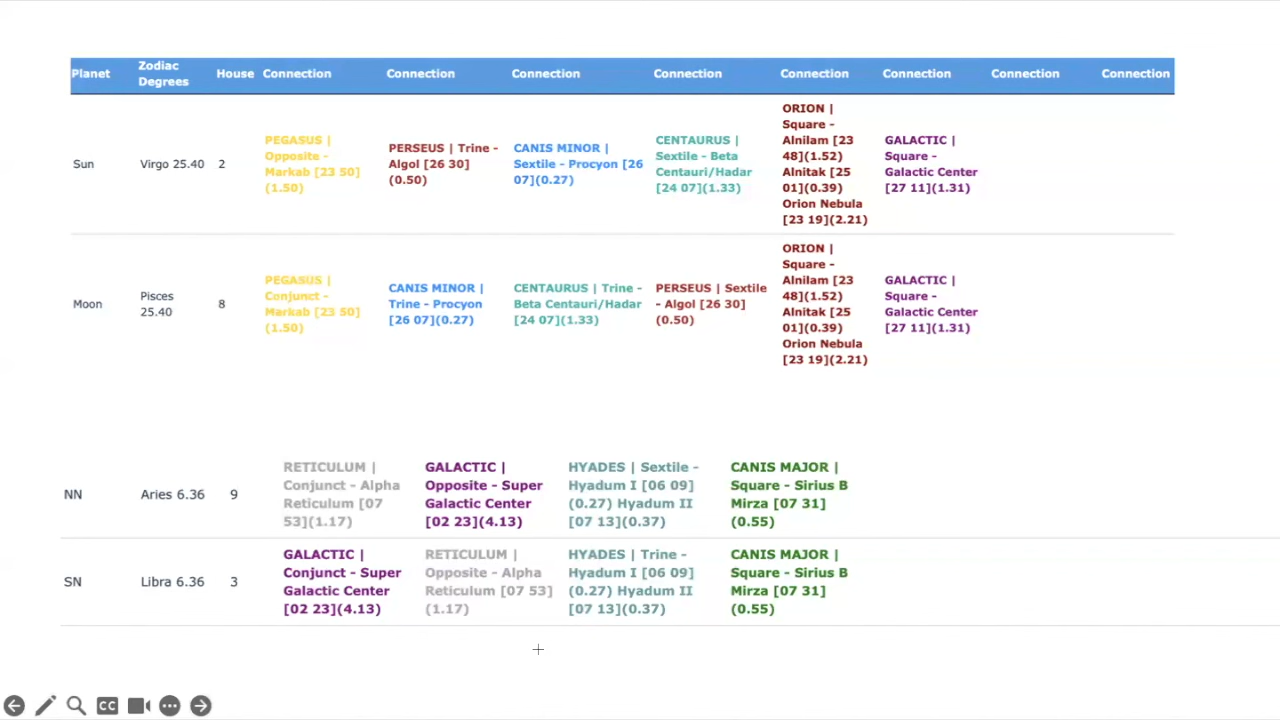 Planet
Zodiac
Degrees
House
Connection
Connection
Connection
Connection
Connection
Connection
Connection
Connection
Sun
Virgo 25.40
2
PEGASUS |
Opposite -
Markab [23 50]
(1.50)
PERSEUS | Trine -
Algol [26 30]
(0.50)
CANIS MINOR |
Sextile - Procyon [26
07](0.27)
CENTAURUS |
Sextile - Beta
Centauri/Hadar
[24 07](1.33)
ORION |
Square -
Alnilam [23
48](1.52)
Alnitak [25
01](0.39)
Orion Nebula
[23 19](2.21)
GALACTIC |
Square -
Galactic Center
[27 11](1.31)
Moon
Pisces
25.40
8
PEGASUS |
Conjunct -
Markab [23 50]
(1.50)
CANIS MINOR |
Trine - Procyon
[26 07](0.27)
CENTAURUS | Trine -
Beta Centauri/Hadar
[24 07](1.33)
PERSEUS | Sextile
- Algol [26 30]
(0.50)
ORION |
Square -
Alnilam [23
48](1.52)
Alnitak [25
01](0.39)
Orion Nebula
[23 19](2.21)
GALACTIC |
Square -
Galactic Center
[27 11](1.31)
NN
Aries 6.36
9
RETICULUM |
Conjunct - Alpha
Reticulum [07
53](1.17)
GALACTIC |
Opposite - Super
Galactic Center
[02 23](4.13)
HYADES | Sextile -
Hyadum I [06 09]
(0.27) Hyadum II
[07 13](0.37)
CANIS MAJOR |
Square - Sirius B
Mirza [07 31]
(0.55)
SN
Libra 6.36
3
GALACTIC |
Conjunct - Super
Galactic Center
[02 23](4.13)
RETICULUM |
Opposite - Alpha
Reticulum [07 53]
(1.17)
HYADES | Trine -
Hyadum I [06 09]
(0.27) Hyadum II
[07 13](0.37)
CANIS MAJOR |
Square - Sirius B
Mirza [07 31]
(0.55)
CC